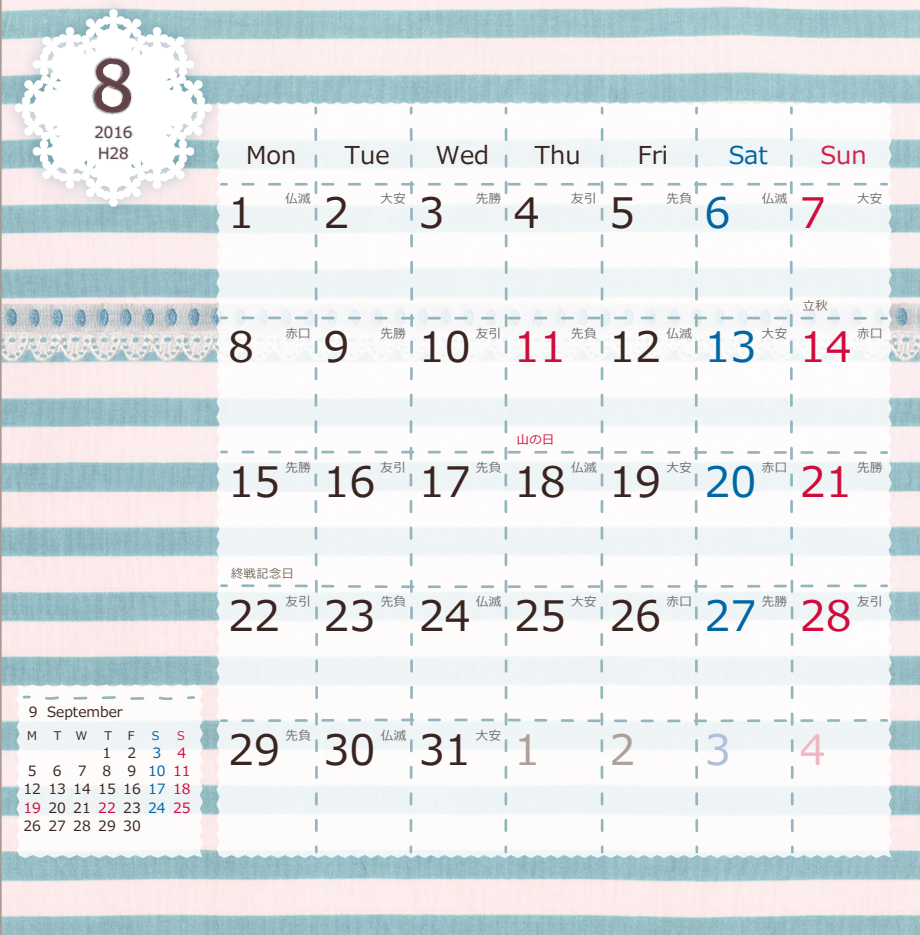 8
2016
H28
Mon Tue Wed Thu Fri Sat Sun
1 仏滅 2 大安 3 先勝 4 友引 5 先負 6 仏滅 7 大安
立秋
8 赤口 9 先勝 10 友引 11 先負 12 仏滅 13 大安 14 赤口
山の日
15 先勝 16 友引 17 先負 18 仏滅 19 大安 20 赤口 21 先勝
終戦記念日
22 友引 23 先負 24 仏滅 25 大安 26 赤口 27 先勝 28 友引
29 先負 30 仏滅 31 大安 1 2 3 4
9 September
M T W T F S S
1 2 3 4
5 6 7 8 9 10 11
12 13 14 15 16 17 18
19 20 21 22 23 24 25
26 27 28 29 30